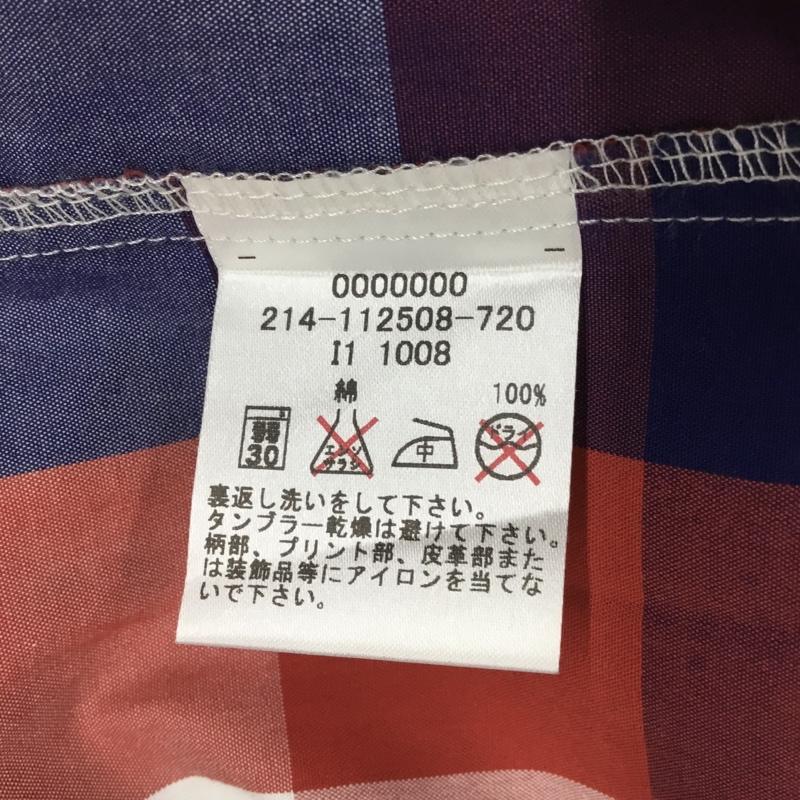 0000000
214-112508-720
I1 1008
綿 100%
弱 30 エンソサラシ 中 ドライ
裏返し洗いをして下さい。
タンブラー乾燥は避けて下さい。
柄部、プリント部、皮革部また
は装飾品等にアイロンを当てな
いで下さい。